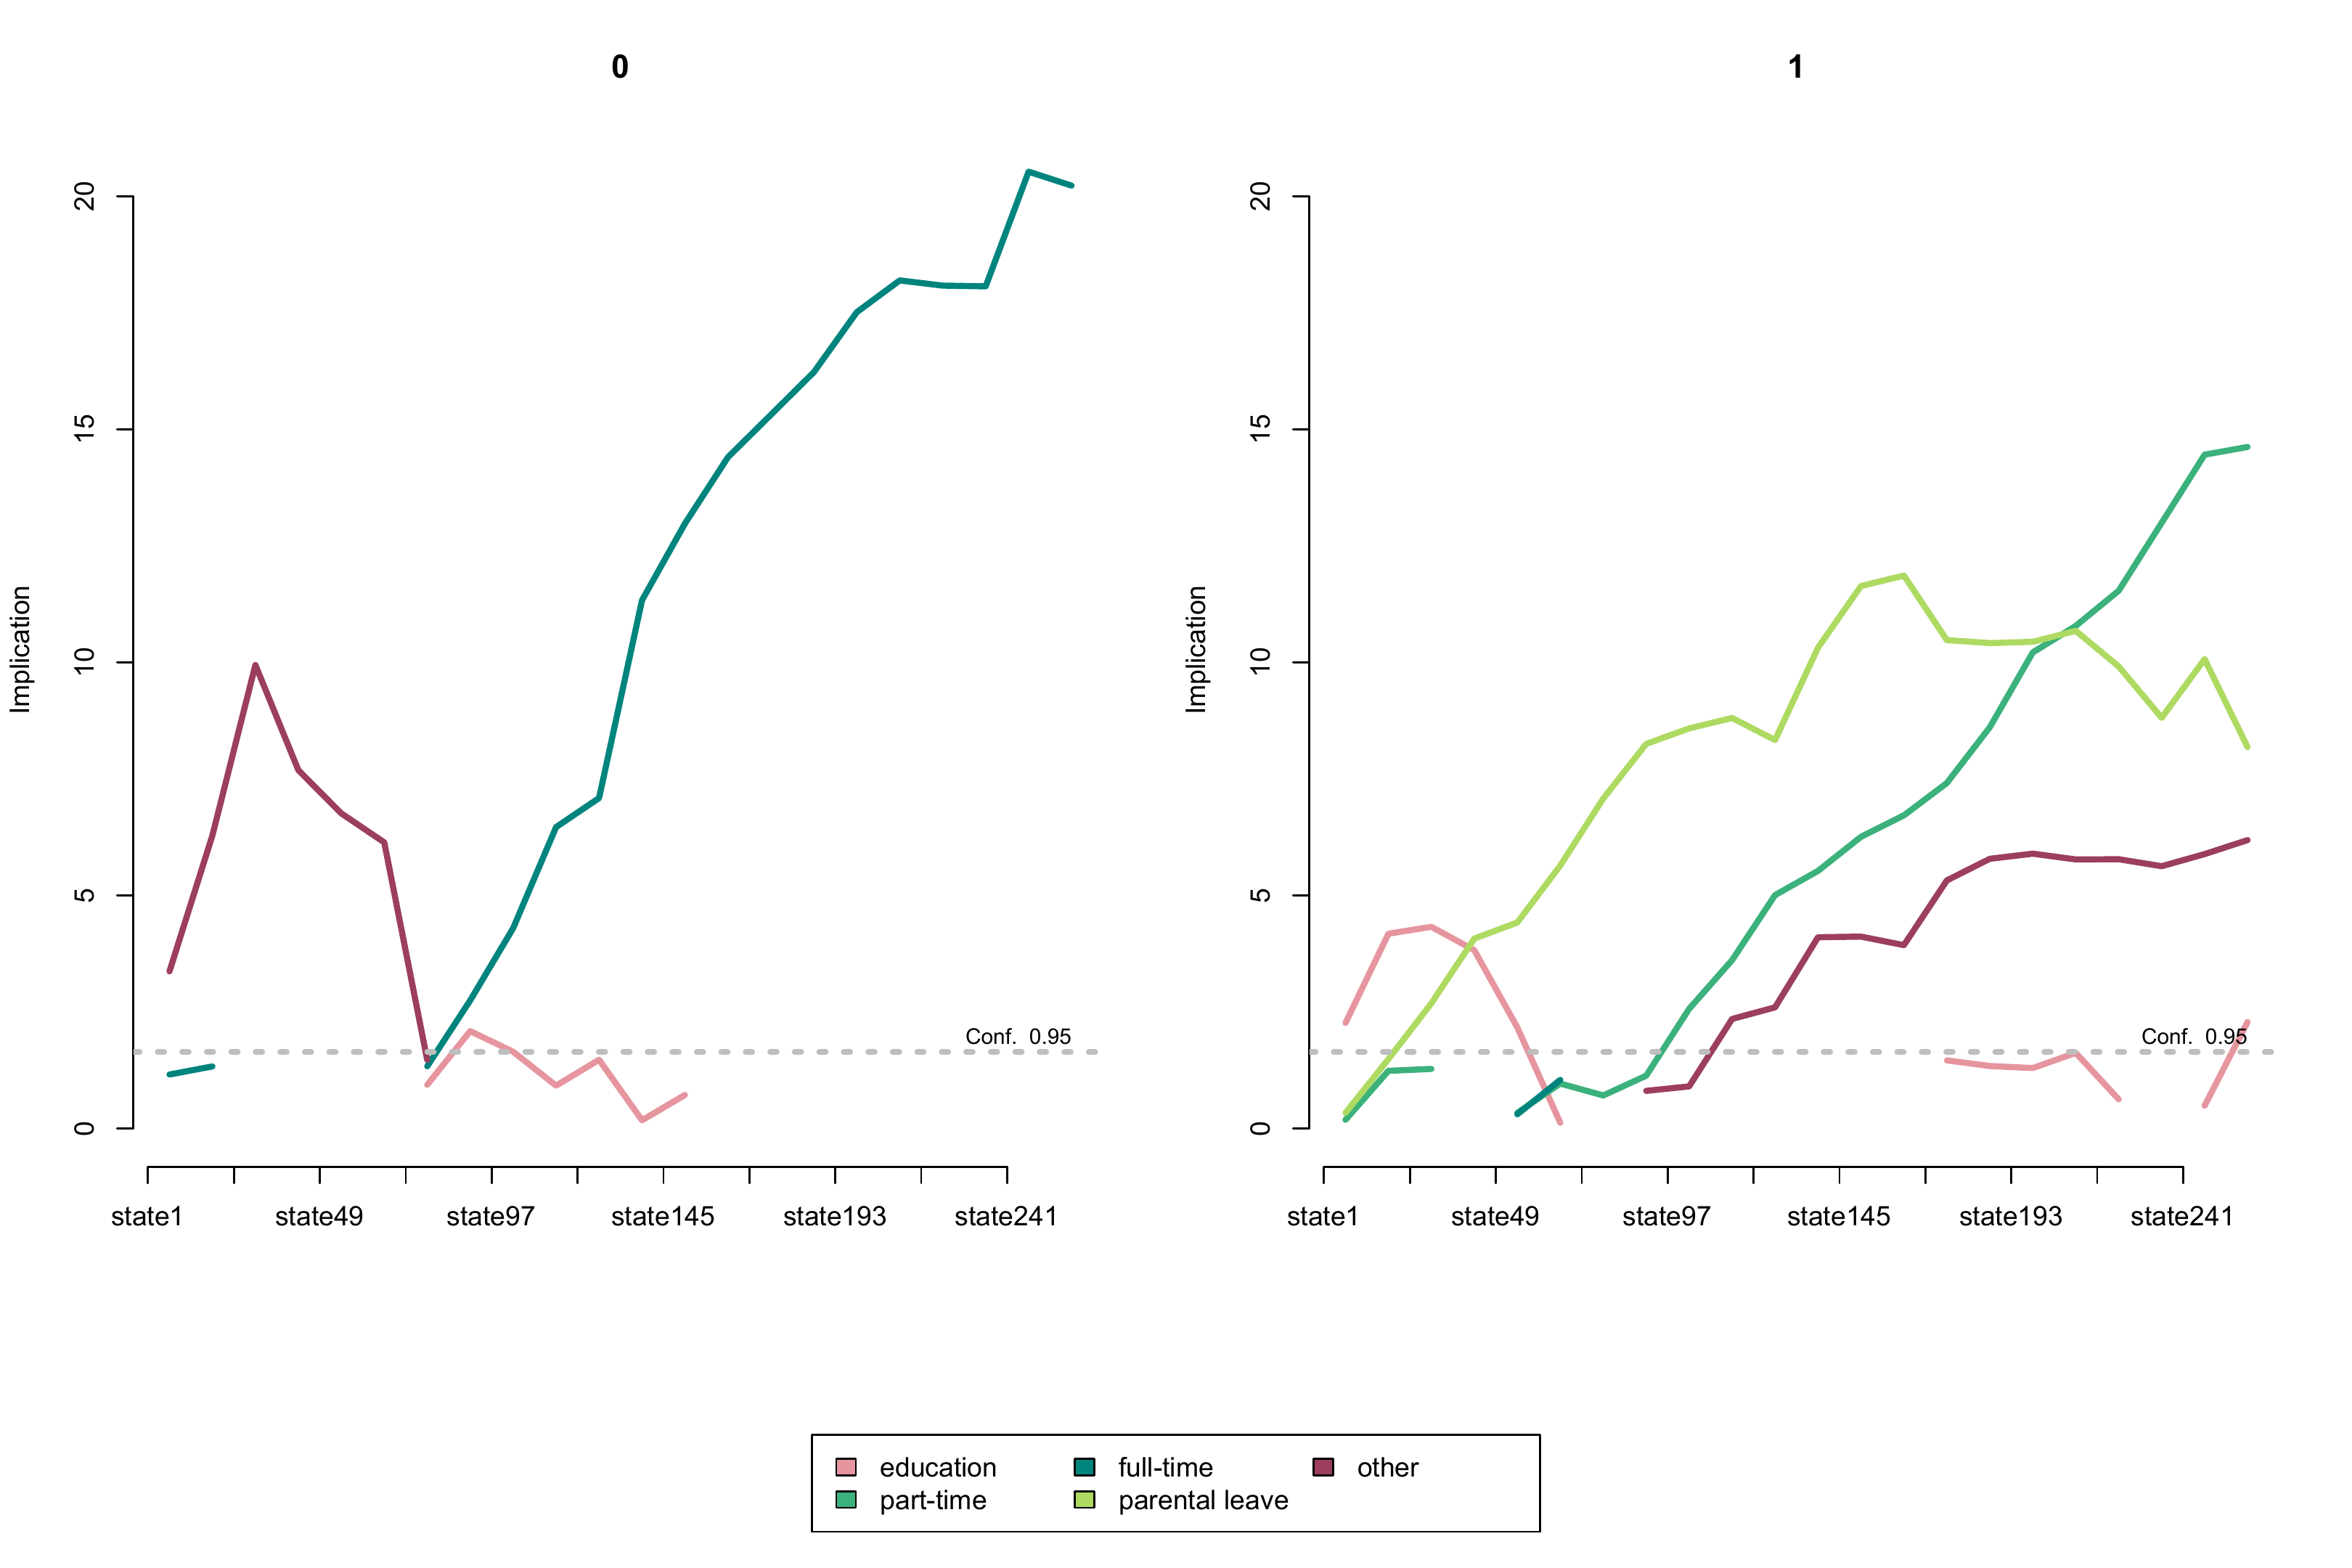 0
Implication
20
15
10
5
0
Conf. 0.95
state1 state49 state97 state145 state193 state241
1
Implication
20
15
10
5
0
Conf. 0.95
state1 state49 state97 state145 state193 state241
education full-time other
part-time parental leave